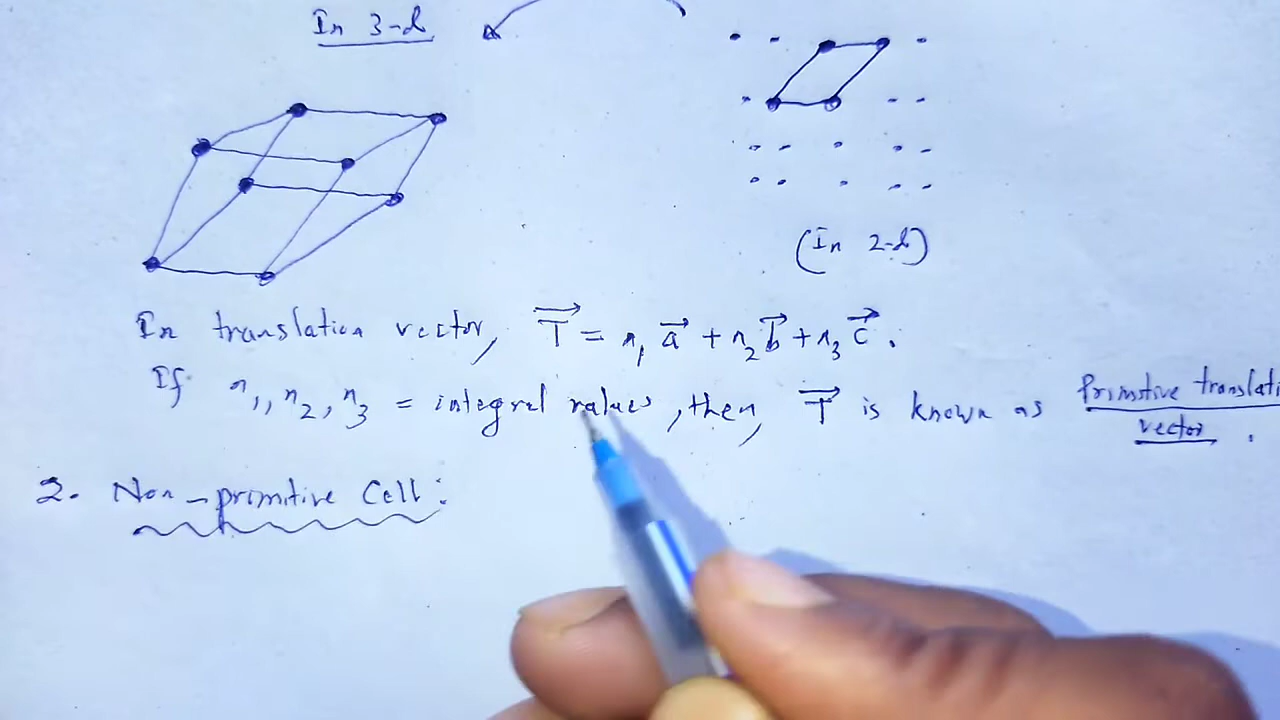 In 3-d
(In 2-d)
In translation vector, T⃗ = n₁ a⃗ + n₂ b⃗ + n₃ c⃗ .
If n₁, n₂, n₃ = integral values, then, T⃗ is known as Primitive translati
vector .
2. Non-primitive Cell: